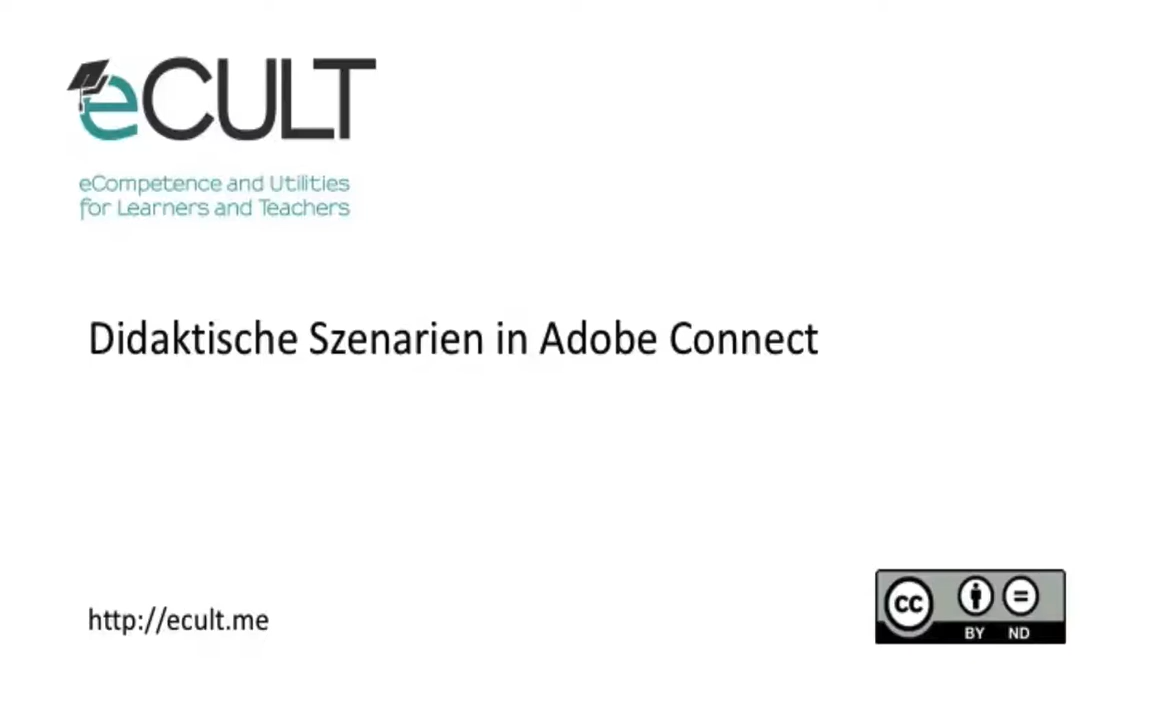 eCULT
eCompetence and Utilities
for Learners and Teachers
Didaktische Szenarien in Adobe Connect
http://ecult.me
cc
BY ND